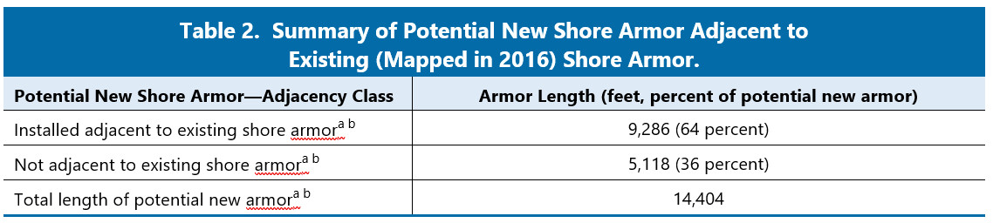 Table 2. Summary of Potential New Shore Armor Adjacent to
Existing (Mapped in 2016) Shore Armor.
Potential New Shore Armor—Adjacency Class Armor Length (feet, percent of potential new armor)
Installed adjacent to existing shore armor a b 9,286 (64 percent)
Not adjacent to existing shore armor a b 5,118 (36 percent)
Total length of potential new armor a b 14,404